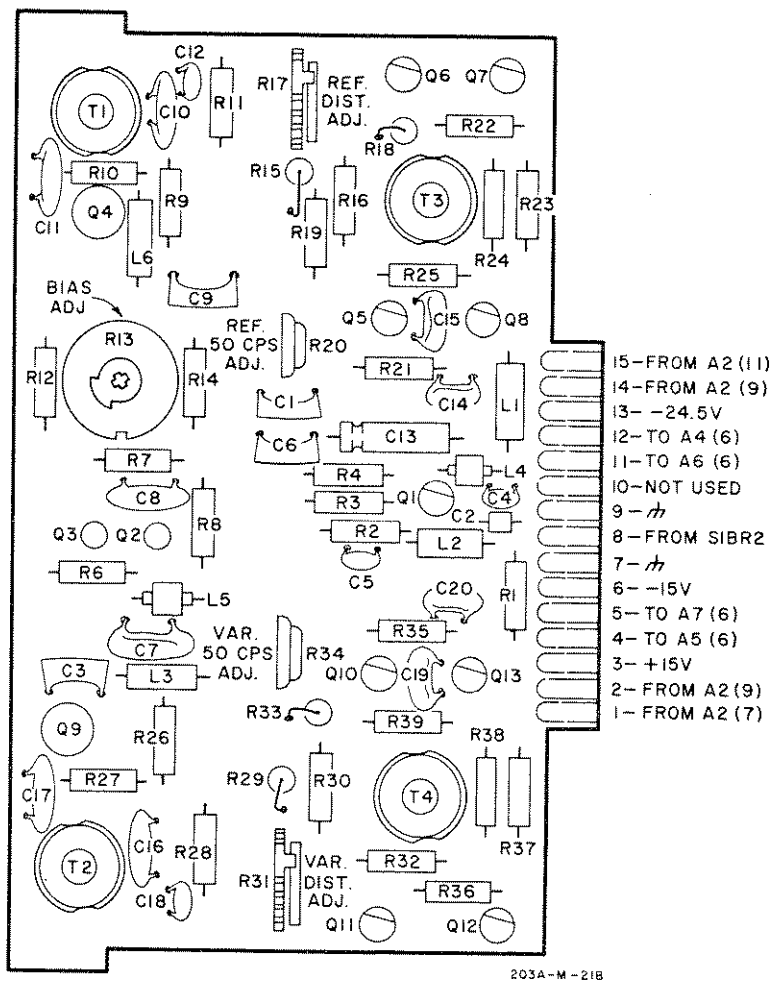 C12
R17
REF.
DIST.
ADJ.
Q6
Q7
T1
C10
R11
R18
R22
R10
R15
C11
Q4
R9
R16
T3
R23
L6
R19
R24
C9
R25
BIAS
ADJ
R13
REF.
50 CPS
ADJ.
R20
Q5
C15
Q8
R12
R14
R21
C14
L1
C1
C6
C13
R7
R4
L4
C8
R8
R3
Q1
C4
C2
Q3
Q2
R2
L2
C5
R6
R1
L5
C20
C7
VAR.
50 CPS
ADJ.
R34
R35
C3
L3
Q10
C19
Q13
Q9
R26
R33
R39
R38
C17
R27
R29
R30
T4
R37
T2
C16
R28
R31
VAR.
DIST.
ADJ.
R32
C18
R36
Q11
Q12
15-FROM A2 (11)
14-FROM A2 (9)
13- -24.5V
12-TO A4 (6)
11-TO A6 (6)
10-NOT USED
9-
8-FROM SIBR2
7-
6- -15V
5-TO A7 (6)
4-TO A5 (6)
3- +15V
2-FROM A2(9)
1-FROM A2(7)
203A-M-21B